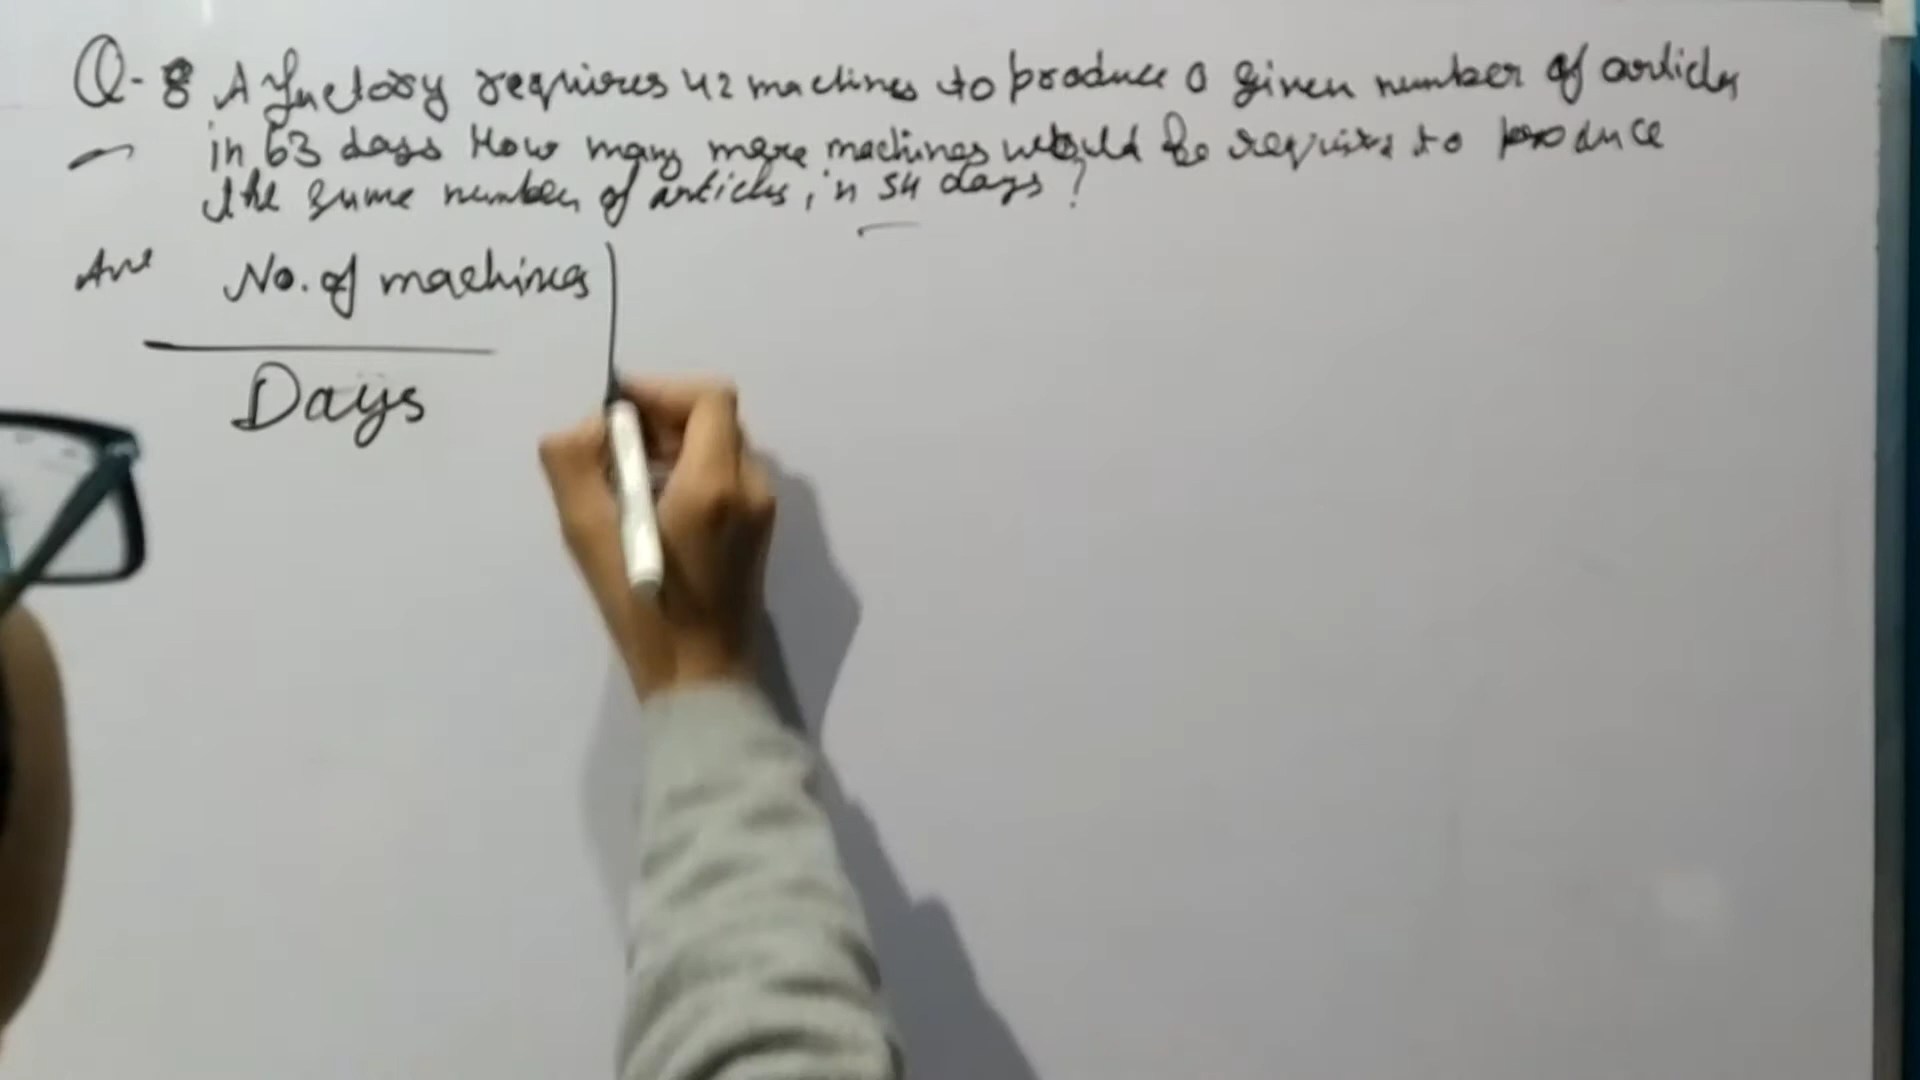 Q-8 A factory requires 42 machines to produce a given number of articles
in 63 days How many more machines would be required to produce
the same number of articles, in 54 days?
Ans No. of machines
Days